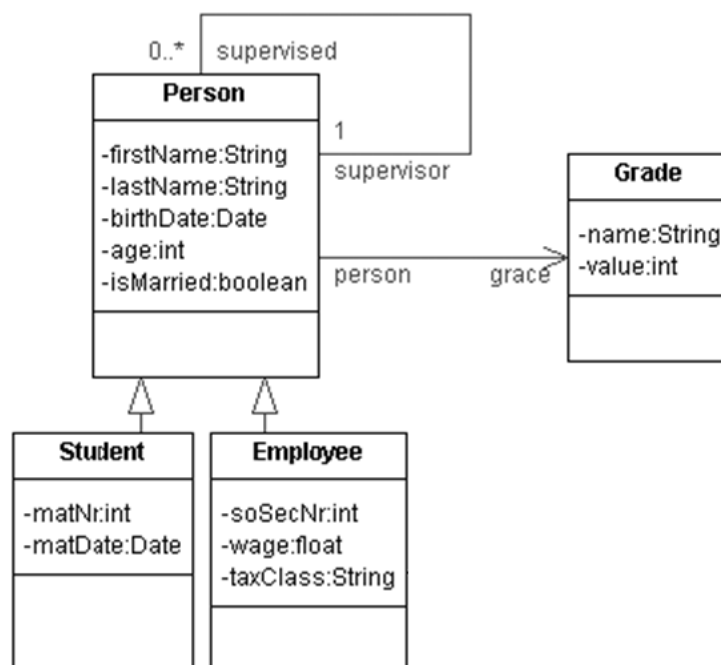 0..* supervised
Person
1
supervisor
-firstName:String
-lastName:String
-birthDate:Date
-age:int
-isMarried:boolean
person
grace
Grade
-name:String
-value:int
Student
-matNr:int
-matDate:Date
Employee
-soSecNr:int
-wage:float
-taxClass:String